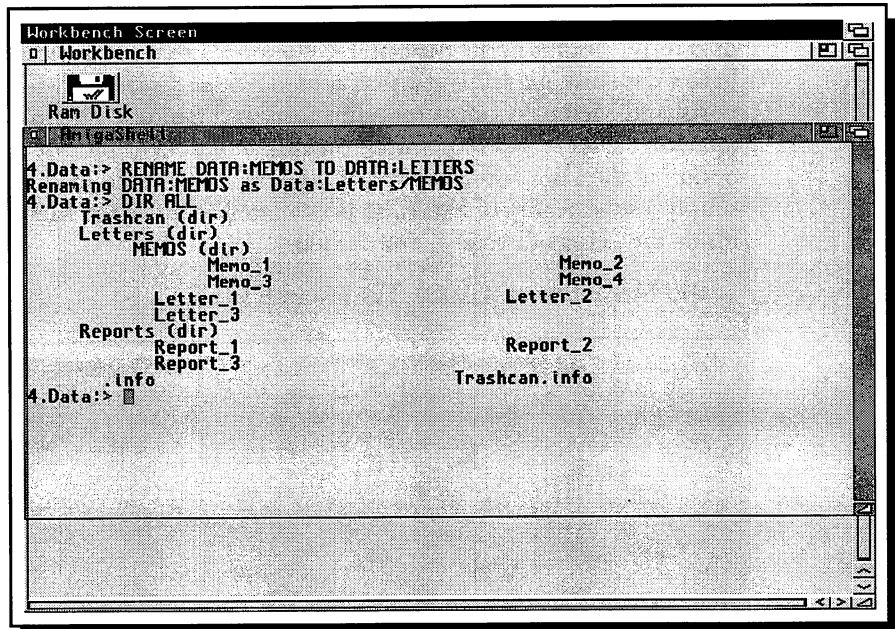 Workbench Screen
Workbench
Ram Disk
AmigaShell
4.Data:> RENAME DATA:MEMOS TO DATA:LETTERS
Renaming DATA:MEMOS as Data:Letters/MEMOS
4.Data:> DIR ALL
Trashcan (dir)
Letters (dir)
MEMOS (dir)
Memo_1 Memo_2
Memo_3 Memo_4
Letter_1 Letter_2
Letter_3
Reports (dir)
Report_1 Report_2
Report_3
.info Trashcan.info
4.Data:>